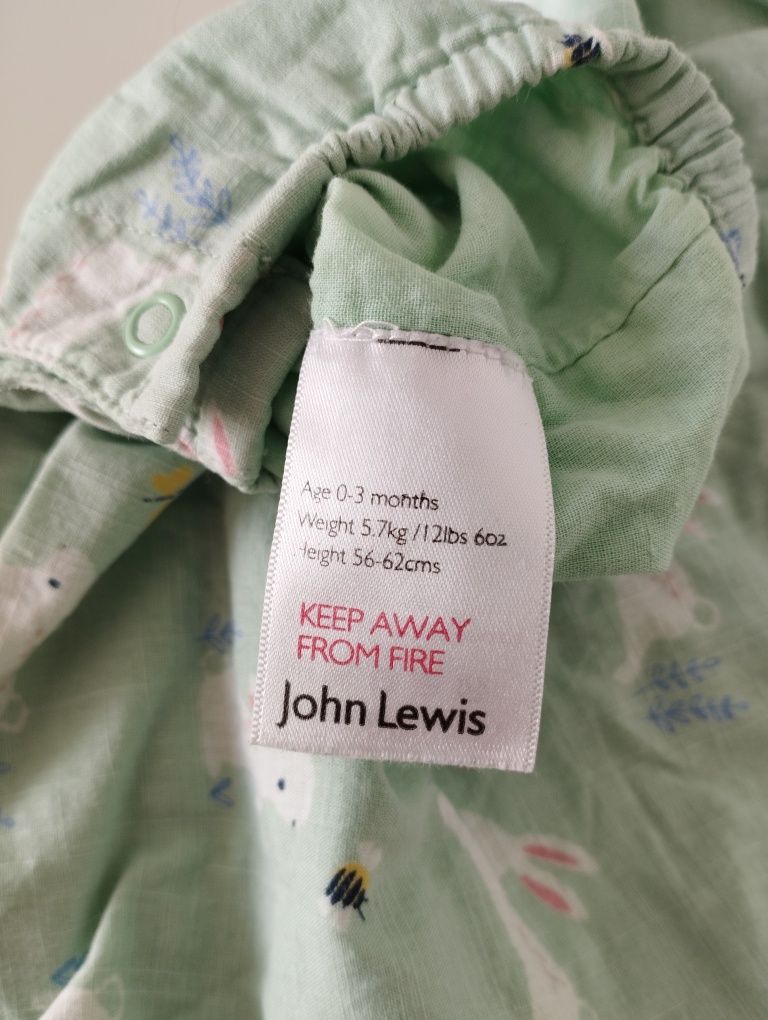 Age 0-3 months
Weight 5.7kg /12lbs 6oz
Height 56-62cms
KEEP AWAY
FROM FIRE
John Lewis